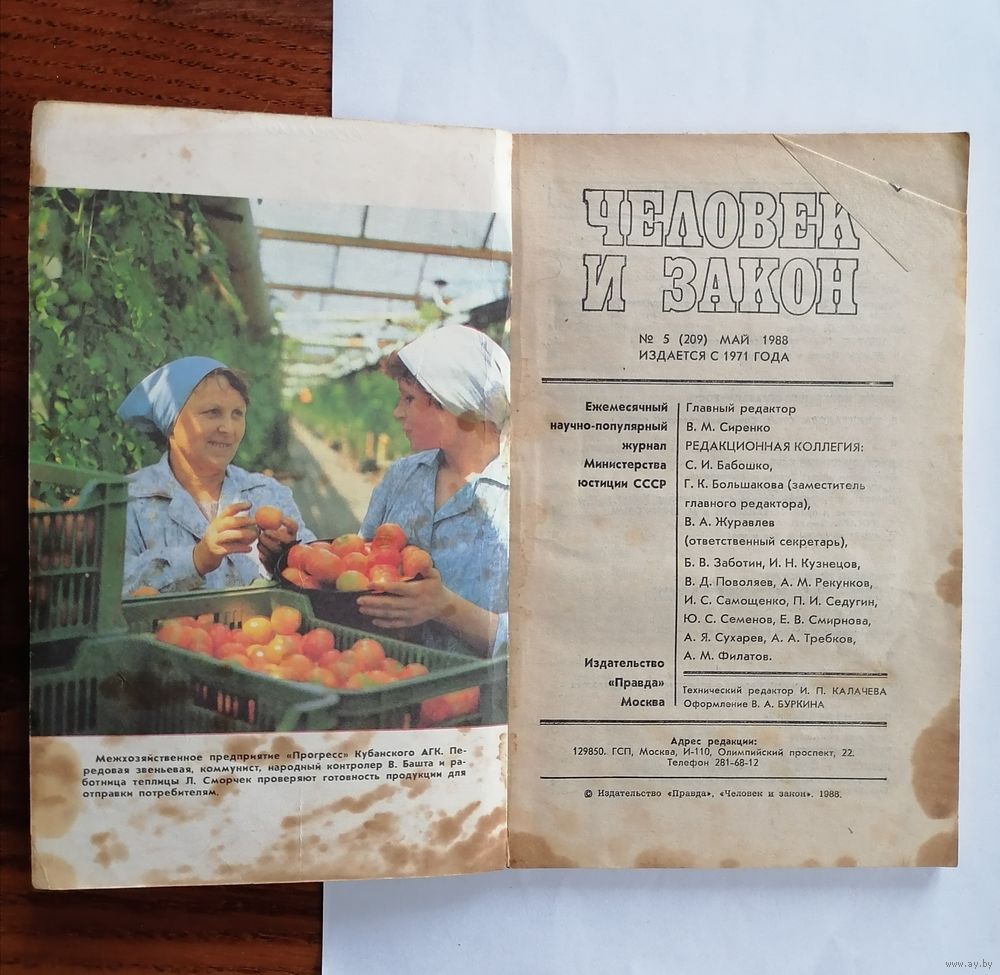 Межхозяйственное предприятие «Прогресс» Кубанского АГК. Пе-
редовая звеньевая, коммунист, народный контролер В. Башта и ра-
ботница теплицы Л. Сморчек проверяют готовность продукции для
отправки потребителям.
ЧЕЛОВЕК
И ЗАКОН
№ 5 (209) МАЙ 1988
ИЗДАЕТСЯ С 1971 ГОДА
Ежемесячный
научно-популярный
журнал
Министерства
юстиции СССР
Издательство
«Правда»
Москва
Главный редактор
В. М. Сиренко
РЕДАКЦИОННАЯ КОЛЛЕГИЯ:
С. И. Бабошко,
Г. К. Большакова (заместитель
главного редактора),
В. А. Журавлев
(ответственный секретарь),
Б. В. Заботин, И. Н. Кузнецов,
В. Д. Поволяев, А. М. Рекунков,
И. С. Самощенко, П. И. Седугин,
Ю. С. Семенов, Е. В. Смирнова,
А. Я. Сухарев, А. А. Требков,
А. М. Филатов.
Технический редактор И. П. КАЛАЧЕВА
Оформление В. А. БУРКИНА
Адрес редакции:
129850. ГСП, Москва, И-110, Олимпийский проспект, 22.
Телефон 281-68-12
© Издательство «Правда», «Человек и закон». 1988.
www.ay.by